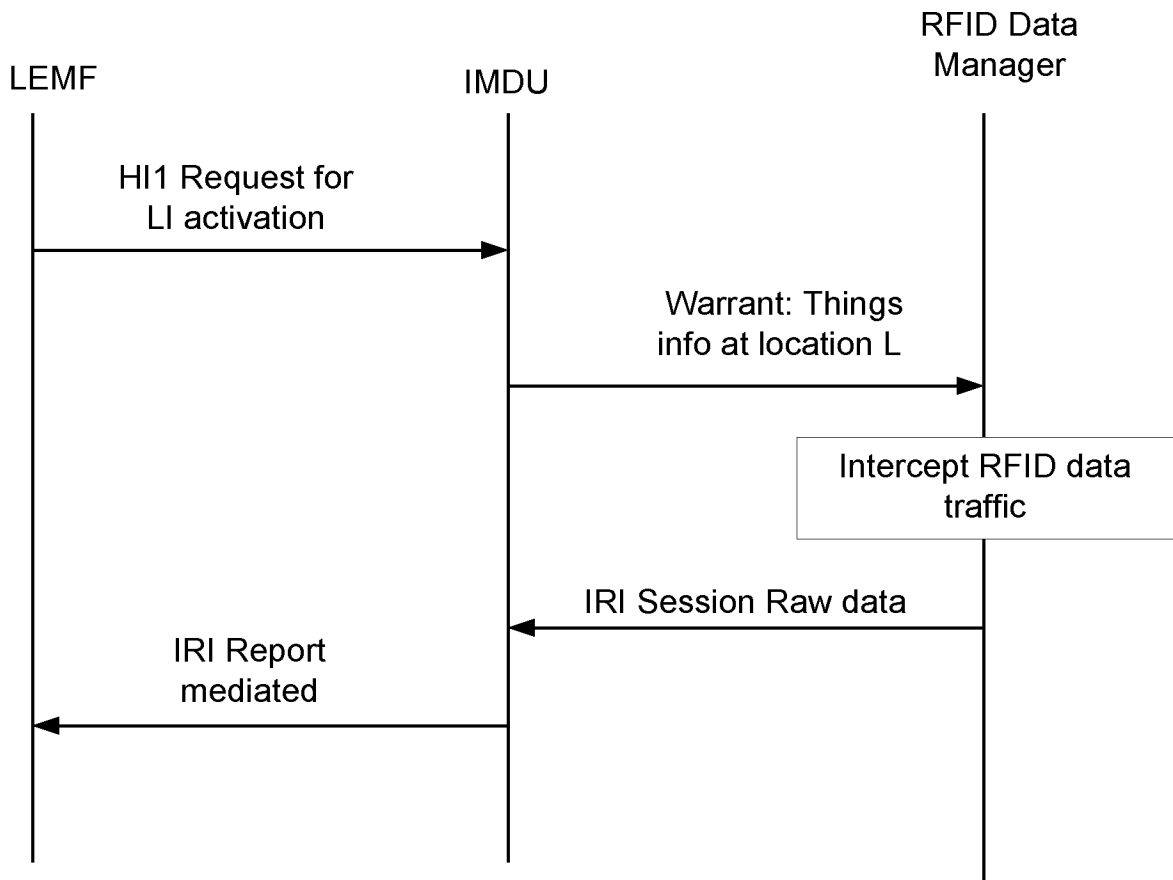 LEMF
IMDU
RFID Data
Manager
HI1 Request for
LI activation
Warrant: Things
info at location L
Intercept RFID data
traffic
IRI Session Raw data
IRI Report
mediated